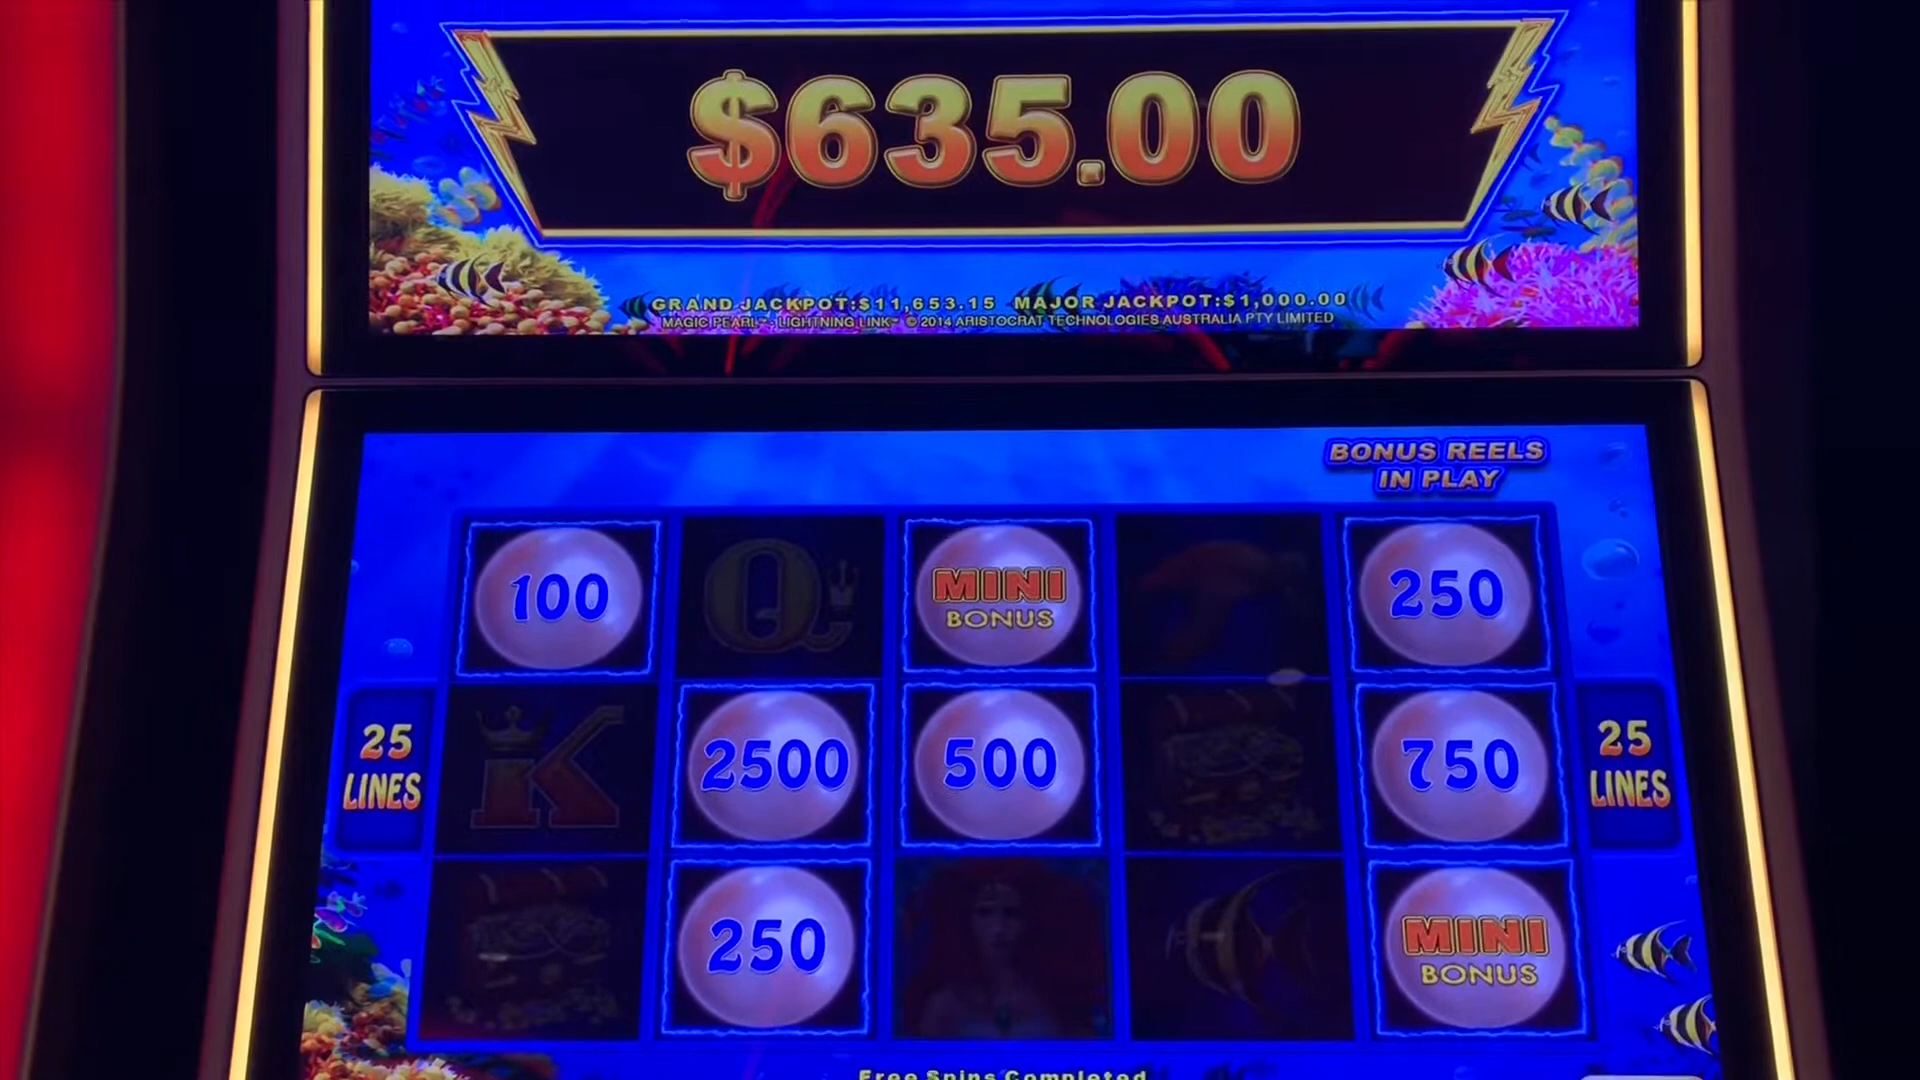 $635.00
GRAND JACKPOT:$11,653.15 MAJOR JACKPOT:$1,000.00
MAGIC PEARL™ - LIGHTNING LINK™ © 2014 ARISTOCRAT TECHNOLOGIES AUSTRALIA PTY LIMITED
BONUS REELS
IN PLAY
100
Q
MINI
BONUS
250
25
LINES
K
2500
500
750
25
LINES
250
MINI
BONUS
Free Spins Completed